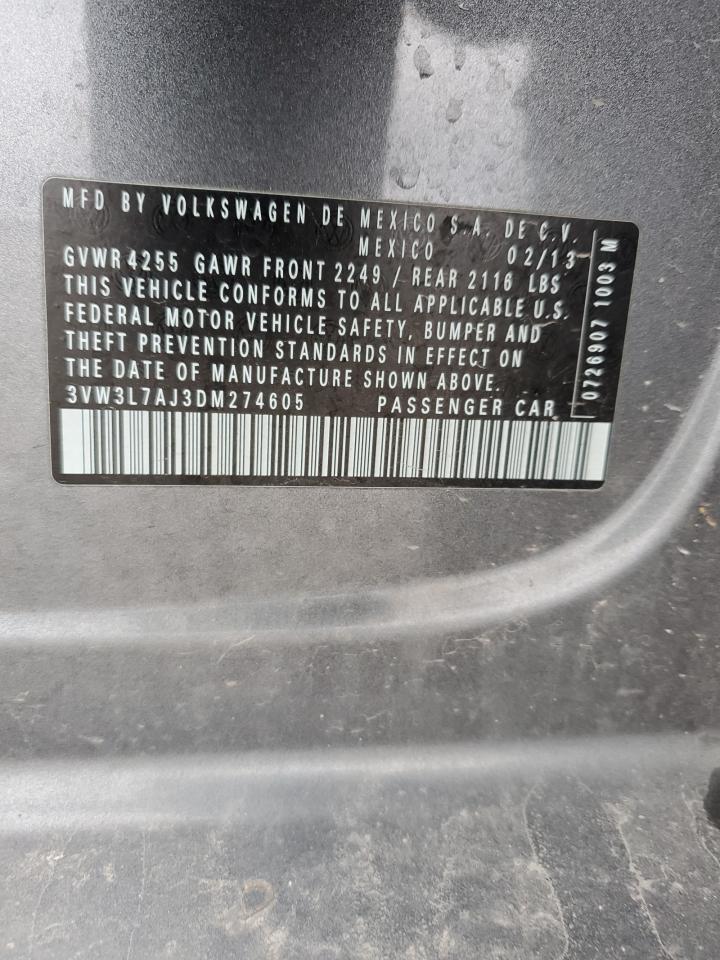 MFD BY VOLKSWAGEN DE MEXICO S.A. DE C.V.
MEXICO 02/13
GVWR 4255 GAWR FRONT 2249 / REAR 2116 LBS
THIS VEHICLE CONFORMS TO ALL APPLICABLE U.S.
FEDERAL MOTOR VEHICLE SAFETY, BUMPER AND
THEFT PREVENTION STANDARDS IN EFFECT ON
THE DATE OF MANUFACTURE SHOWN ABOVE.
3VW3L7AJ3DM274605 PASSENGER CAR
0726907 1003 M